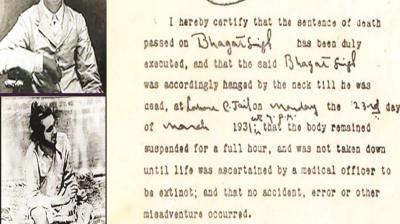 I hereby certify that the sentence of death
passed on Bhagat Singh has been duly
executed, and that the said Bhagat Singh
was accordingly hanged by the neck till he was
dead, at Lahore C. Jail on Monday the 23rd day
at 7 P.M.
of March 1931; that the body remained
suspended for a full hour, and was not taken down
until life was ascertained by a medical officer to
be extinct; and that no accident, error or other
misadventure occurred.